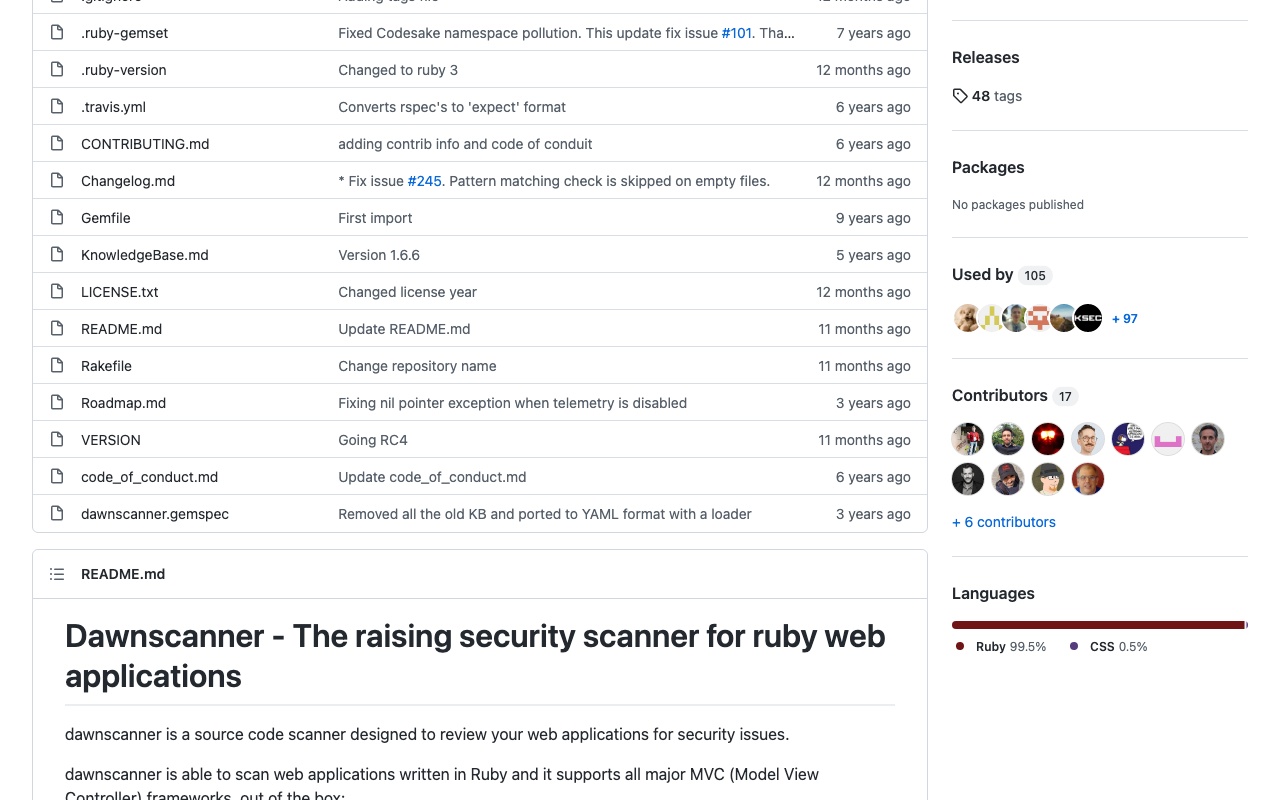 .ruby-gemset Fixed Codesake namespace pollution. This update fix issue #101. Tha... 7 years ago
.ruby-version Changed to ruby 3 12 months ago
.travis.yml Converts rspec's to 'expect' format 6 years ago
CONTRIBUTING.md adding contrib info and code of conduit 6 years ago
Changelog.md * Fix issue #245. Pattern matching check is skipped on empty files. 12 months ago
Gemfile First import 9 years ago
KnowledgeBase.md Version 1.6.6 5 years ago
LICENSE.txt Changed license year 12 months ago
README.md Update README.md 11 months ago
Rakefile Change repository name 11 months ago
Roadmap.md Fixing nil pointer exception when telemetry is disabled 3 years ago
VERSION Going RC4 11 months ago
code_of_conduct.md Update code_of_conduct.md 6 years ago
dawnscanner.gemspec Removed all the old KB and ported to YAML format with a loader 3 years ago
README.md
Dawnscanner - The raising security scanner for ruby web
applications
dawnscanner is a source code scanner designed to review your web applications for security issues.
dawnscanner is able to scan web applications written in Ruby and it supports all major MVC (Model View
Controller) frameworks, out of the box:
Releases
48 tags
Packages
No packages published
Used by 105
KSEC
+ 97
Contributors 17
+ 6 contributors
Languages
Ruby 99.5% CSS 0.5%